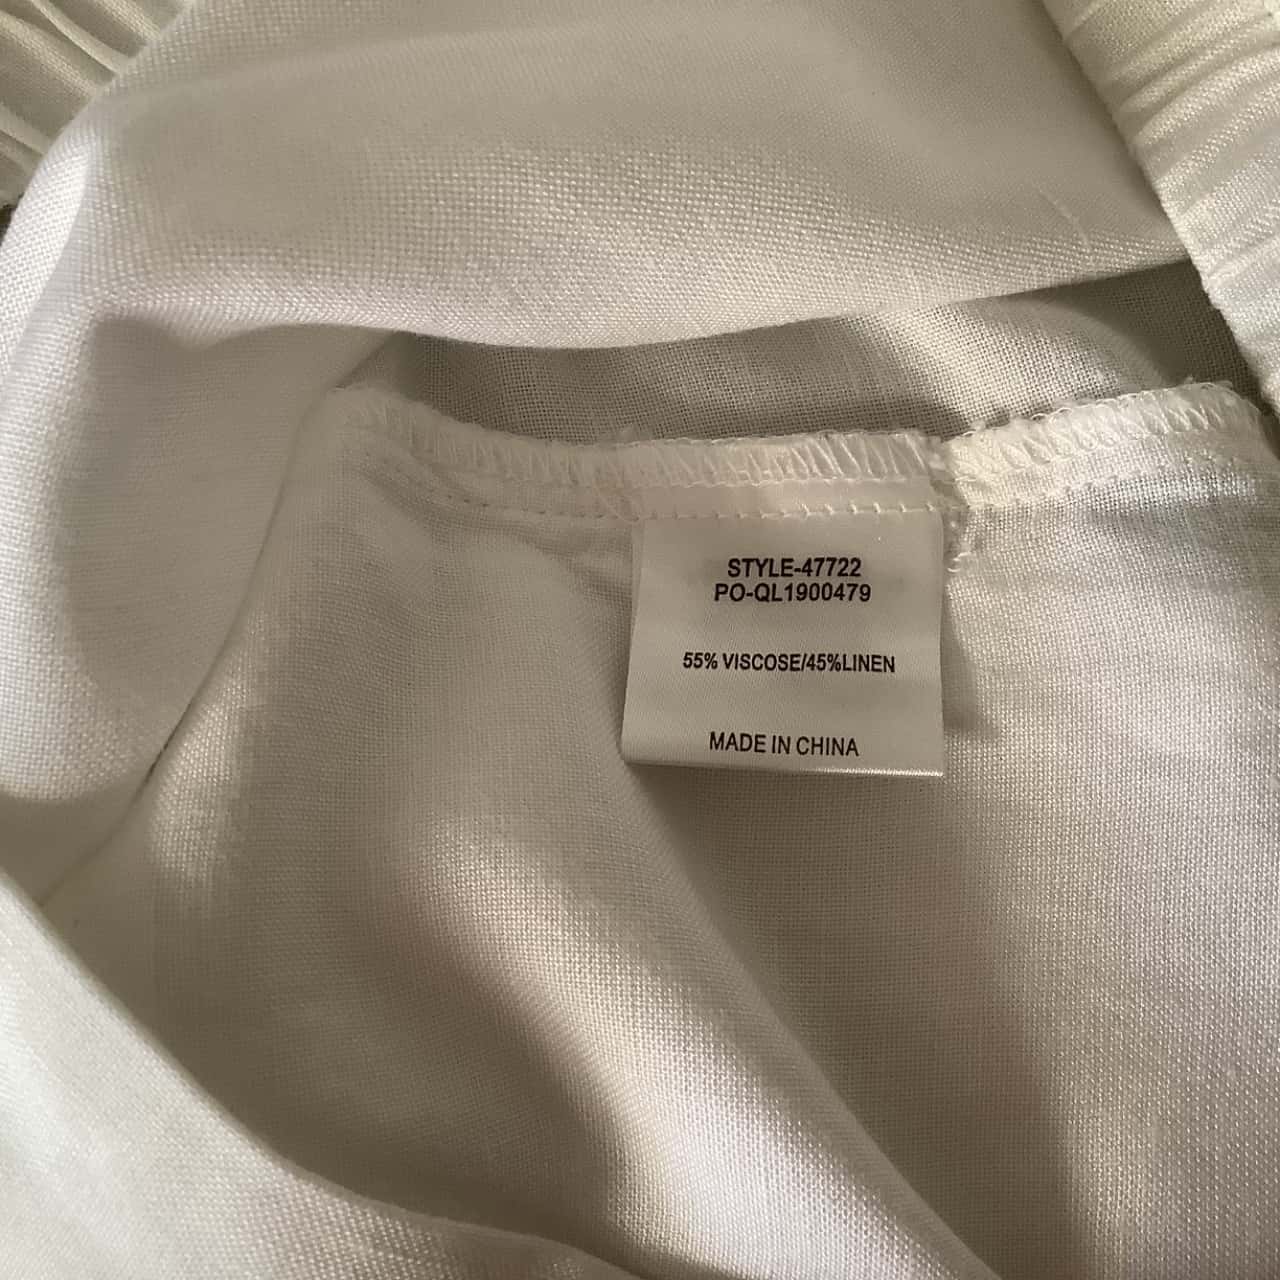 STYLE-47722
PO-QL1900479
55% VISCOSE/45%LINEN
MADE IN CHINA